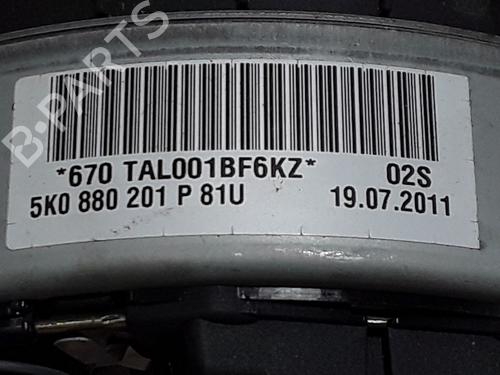 B-PARTS
*670 TAL001BF6KZ* 02S
5K0 880 201 P 81U 19.07.2011